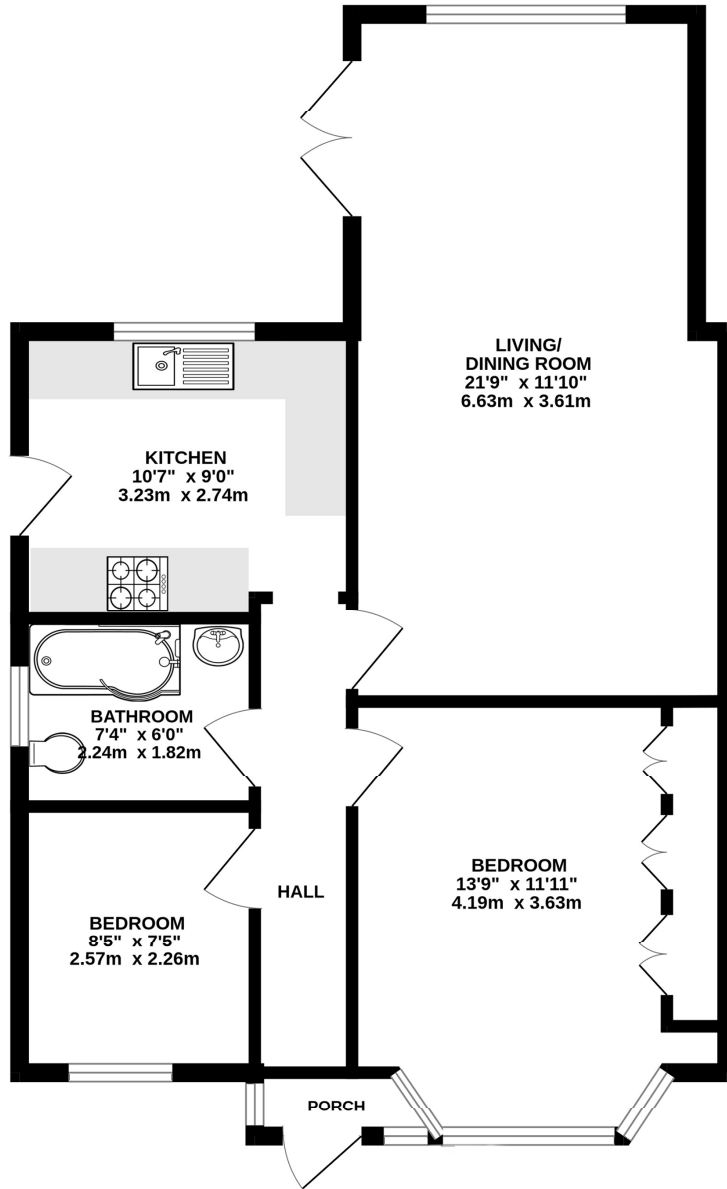 LIVING/
DINING ROOM
21'9" x 11'10"
6.63m x 3.61m
KITCHEN
10'7" x 9'0"
3.23m x 2.74m
BATHROOM
7'4" x 6'0"
2.24m x 1.82m
BEDROOM
13'9" x 11'11"
4.19m x 3.63m
HALL
BEDROOM
8'5" x 7'5"
2.57m x 2.26m
PORCH